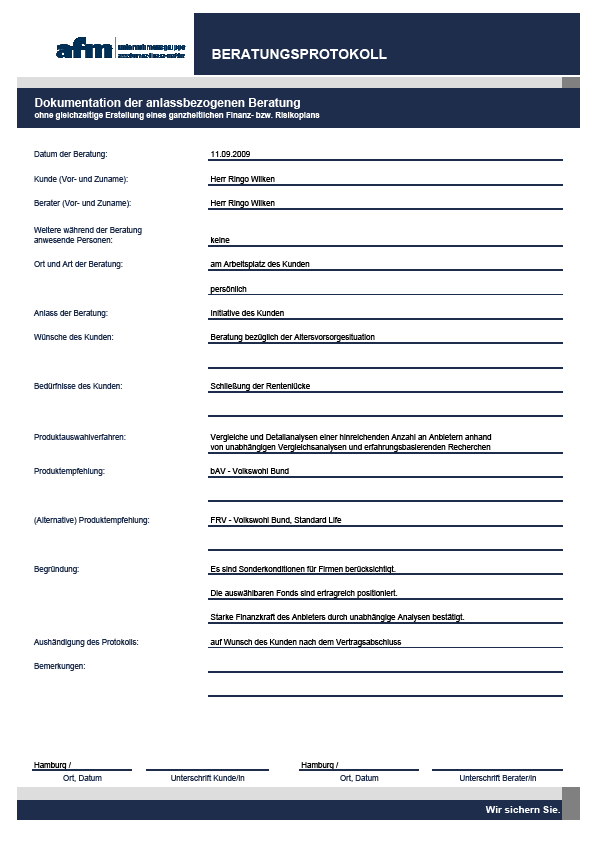 afm unternehmensgruppe
BERATUNGSPROTOKOLL
Dokumentation der anlassbezogenen Beratung
ohne gleichzeitige Erstellung eines ganzheitlichen Finanz- bzw. Risikoplans
Datum der Beratung: 11.09.2009
Kunde (Vor- und Zuname): Herr Ringo Wilken
Berater (Vor- und Zuname): Herr Ringo Wilken
Weitere während der Beratung
anwesende Personen: keine
Ort und Art der Beratung: am Arbeitsplatz des Kunden
persönlich
Anlass der Beratung: Initiative des Kunden
Wünsche des Kunden: Beratung bezüglich der Altersvorsorgesituation
Bedürfnisse des Kunden: Schließung der Rentenlücke
Produktauswahlverfahren: Vergleiche und Detailanalysen einer hinreichenden Anzahl an Anbietern anhand
von unabhängigen Vergleichsanalysen und erfahrungsbasierenden Recherchen
Produktempfehlung: bAV - Volkswohl Bund
(Alternative) Produktempfehlung: FRV - Volkswohl Bund, Standard Life
Begründung: Es sind Sonderkonditionen für Firmen berücksichtigt.
Die auswählbaren Fonds sind ertragreich positioniert.
Starke Finanzkraft des Anbieters durch unabhängige Analysen bestätigt.
Aushändigung des Protokolls: auf Wunsch des Kunden nach dem Vertragsabschluss
Bemerkungen:
Hamburg / Hamburg /
Ort, Datum Unterschrift Kunde/in Ort, Datum Unterschrift Berater/in
Wir sichern Sie.